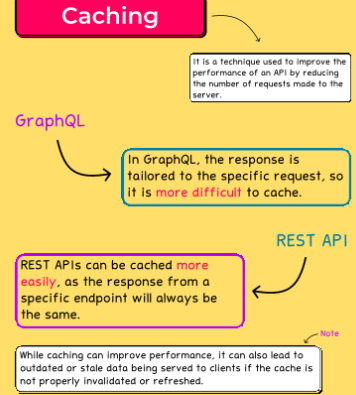 Caching
It is a technique used to improve the
performance of an API by reducing
the number of requests made to the
server.
GraphQL
In GraphQL, the response is
tailored to the specific request, so
it is more difficult to cache.
REST API
REST APIs can be cached more
easily, as the response from a
specific endpoint will always be
the same.
Note
While caching can improve performance, it can also lead to
outdated or stale data being served to clients if the cache is
not properly invalidated or refreshed.